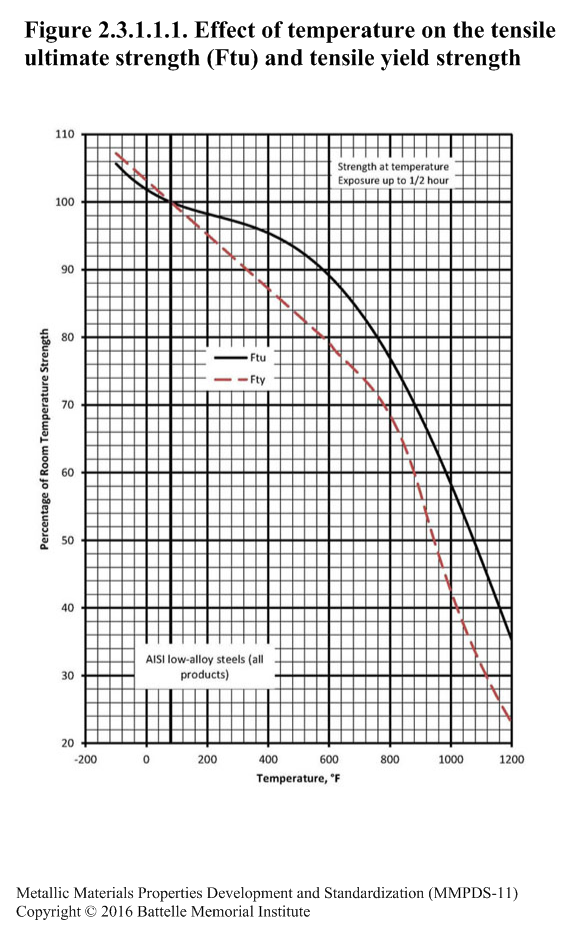 Figure 2.3.1.1.1. Effect of temperature on the tensile
ultimate strength (Ftu) and tensile yield strength
110
100
90
80
70
60
50
40
30
20
Percentage of Room Temperature Strength
Strength at temperature
Exposure up to 1/2 hour
Ftu
Fty
AISI low-alloy steels (all
products)
-200
0
200
400
600
800
1000
1200
Temperature, °F
Metallic Materials Properties Development and Standardization (MMPDS-11)
Copyright © 2016 Battelle Memorial Institute